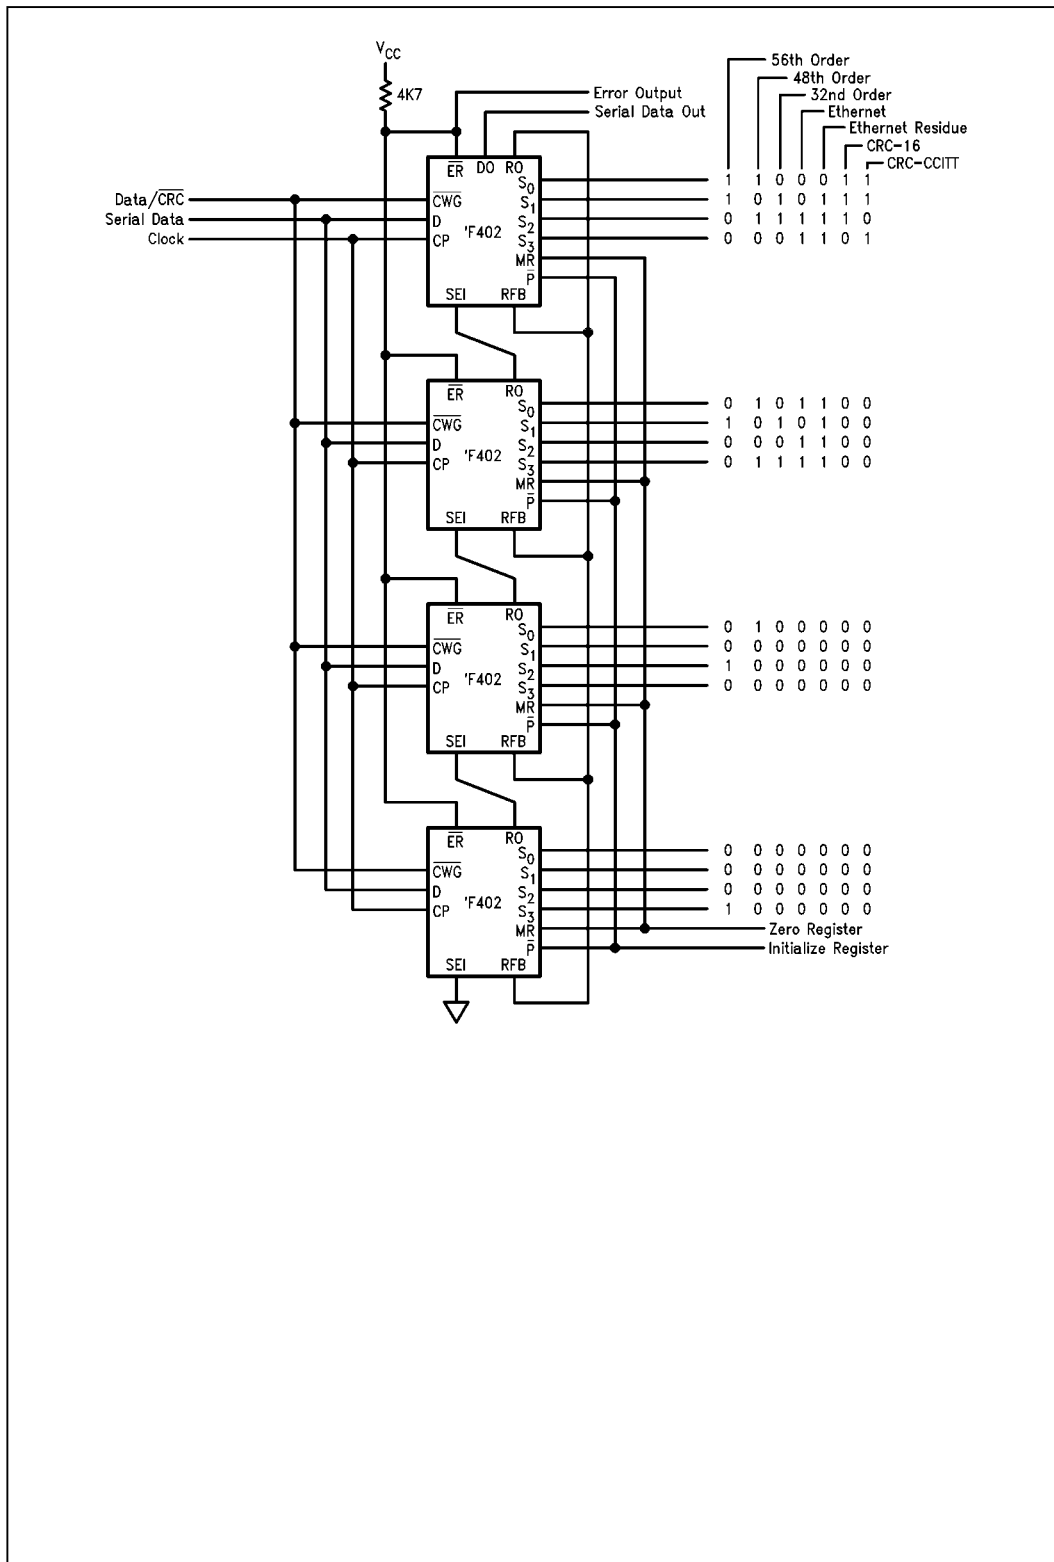 VCC
4K7
56th Order
48th Order
32nd Order
Ethernet
Ethernet Residue
CRC-16
CRC-CCITT
Error Output
Serial Data Out
Data/CRC
Serial Data
Clock
ER DO RO
CWG
D
CP
'F402
S0 1 1 0 0 0 1 1
S1 1 0 1 0 1 1 1
S2 0 1 1 1 1 1 0
S3 0 0 0 1 1 0 1
MR
P
SEI RFB
ER RO
CWG
D
CP
'F402
S0 0 1 0 1 1 0 0
S1 1 0 1 0 1 0 0
S2 0 0 0 1 1 0 0
S3 0 1 1 1 1 0 0
MR
P
SEI RFB
ER RO
CWG
D
CP
'F402
S0 0 1 0 0 0 0 0
S1 0 0 0 0 0 0 0
S2 1 0 0 0 0 0 0
S3 0 0 0 0 0 0 0
MR
P
SEI RFB
ER RO
CWG
D
CP
'F402
S0 0 0 0 0 0 0 0
S1 0 0 0 0 0 0 0
S2 0 0 0 0 0 0 0
S3 1 0 0 0 0 0 0
MR Zero Register
P Initialize Register
SEI RFB